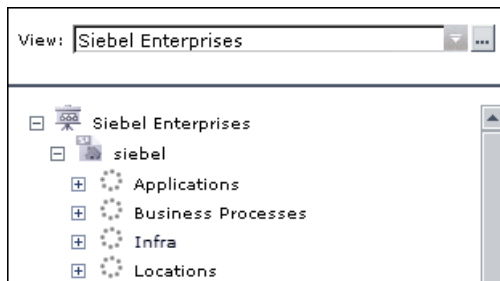 View: Siebel Enterprises ...
Siebel Enterprises
siebel
Applications
Business Processes
Infra
Locations